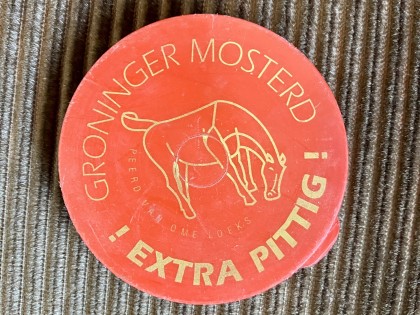 GRONINGER MOSTERD
PEERD VAN OME LOEKS
! EXTRA PITTIG !